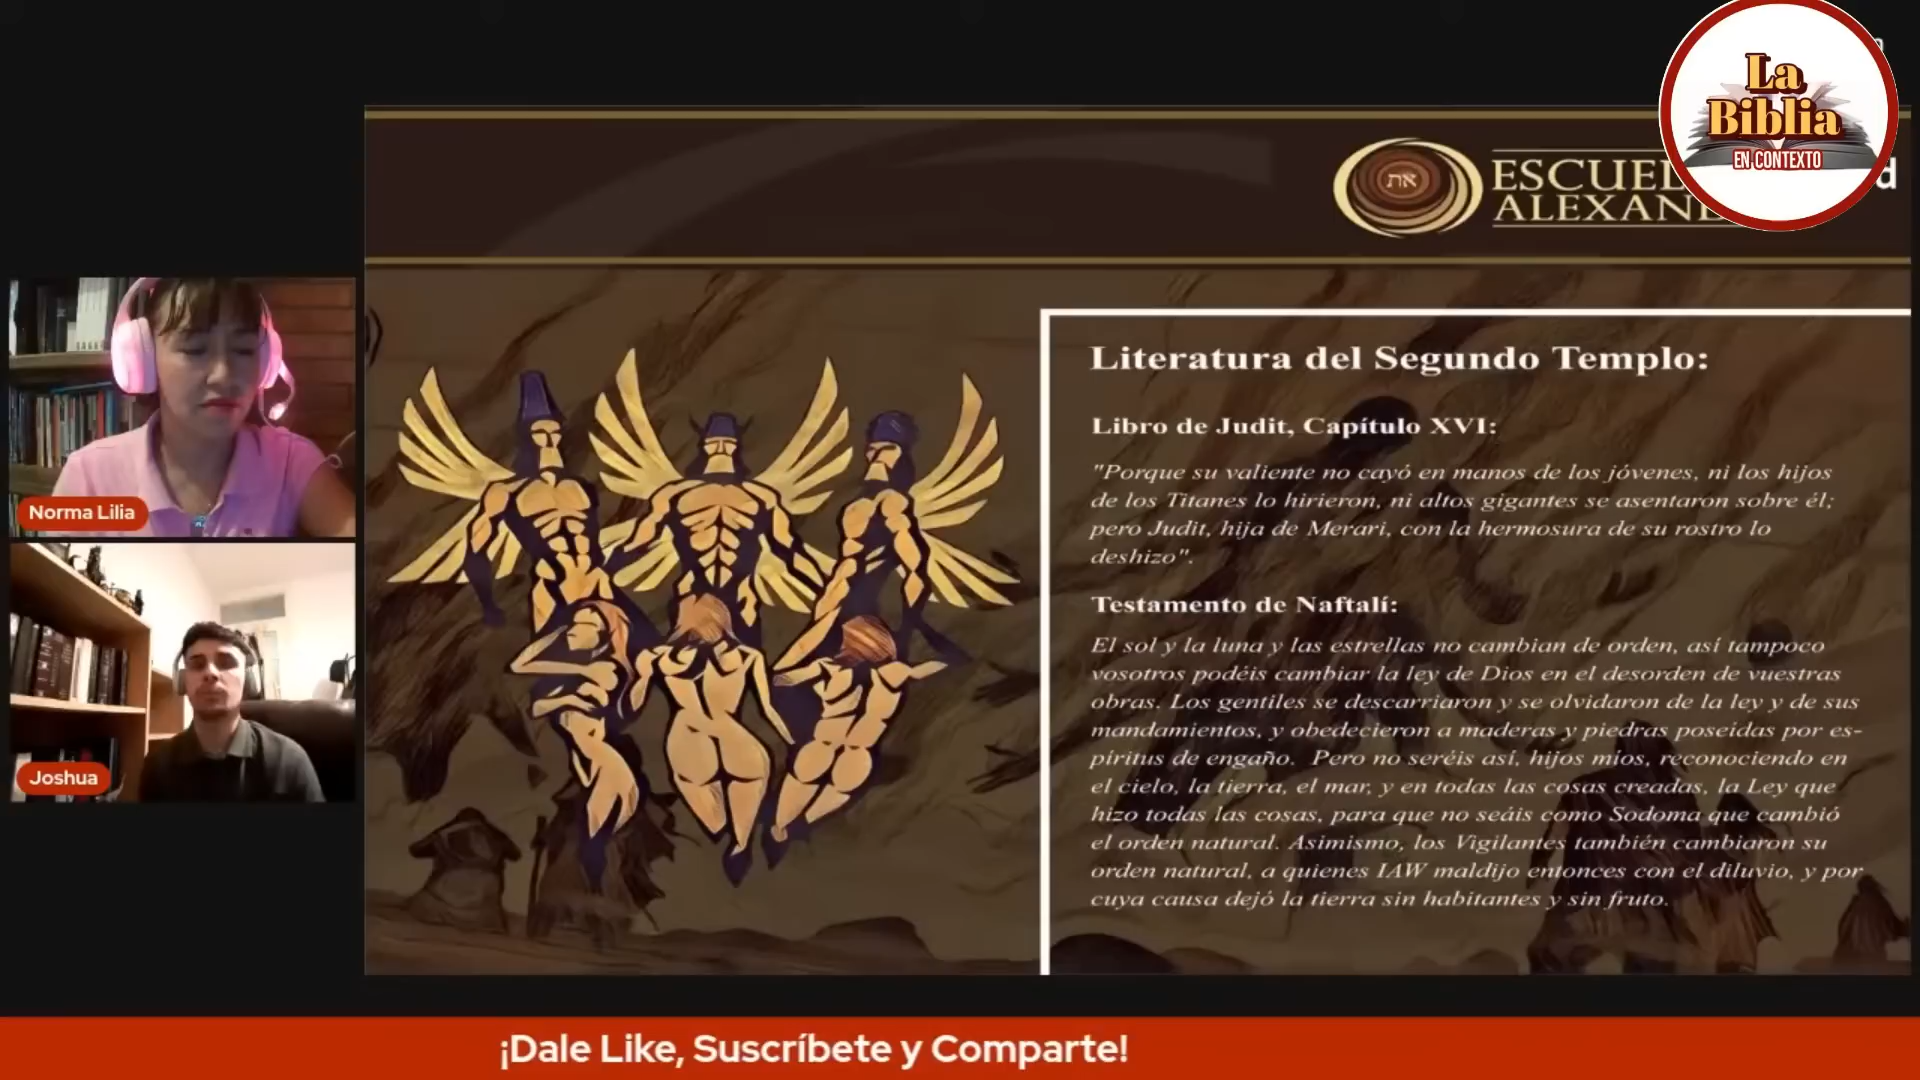 La
Biblia
EN CONTEXTO
את
ESCUEL
ALEXAN
d
Literatura del Segundo Templo:
Libro de Judit, Capítulo XVI:
"Porque su valiente no cayó en manos de los jóvenes, ni los hijos
de los Titanes lo hirieron, ni altos gigantes se asentaron sobre él;
pero Judit, hija de Merari, con la hermosura de su rostro lo
deshizo".
Testamento de Naftalí:
El sol y la luna y las estrellas no cambian de orden, así tampoco
vosotros podéis cambiar la ley de Dios en el desorden de vuestras
obras. Los gentiles se descarriaron y se olvidaron de la ley y de sus
mandamientos, y obedecieron a maderas y piedras poseídas por es-
píritus de engaño. Pero no seréis así, hijos míos, reconociendo en
el cielo, la tierra, el mar, y en todas las cosas creadas, la Ley que
hizo todas las cosas, para que no seáis como Sodoma que cambió
el orden natural. Asimismo, los Vigilantes también cambiaron su
orden natural, a quienes IAW maldijo entonces con el diluvio, y por
cuya causa dejó la tierra sin habitantes y sin fruto.
Norma Lilia
Joshua
¡Dale Like, Suscríbete y Comparte!